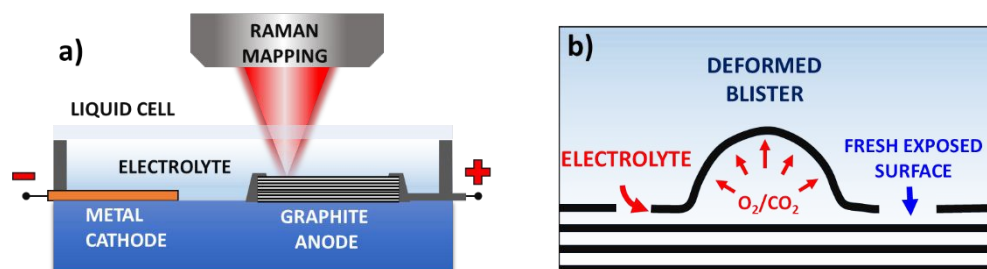 a)
RAMAN
MAPPING
LIQUID CELL
ELECTROLYTE
METAL
CATHODE
GRAPHITE
ANODE
b)
DEFORMED
BLISTER
ELECTROLYTE
O₂/CO₂
FRESH EXPOSED
SURFACE